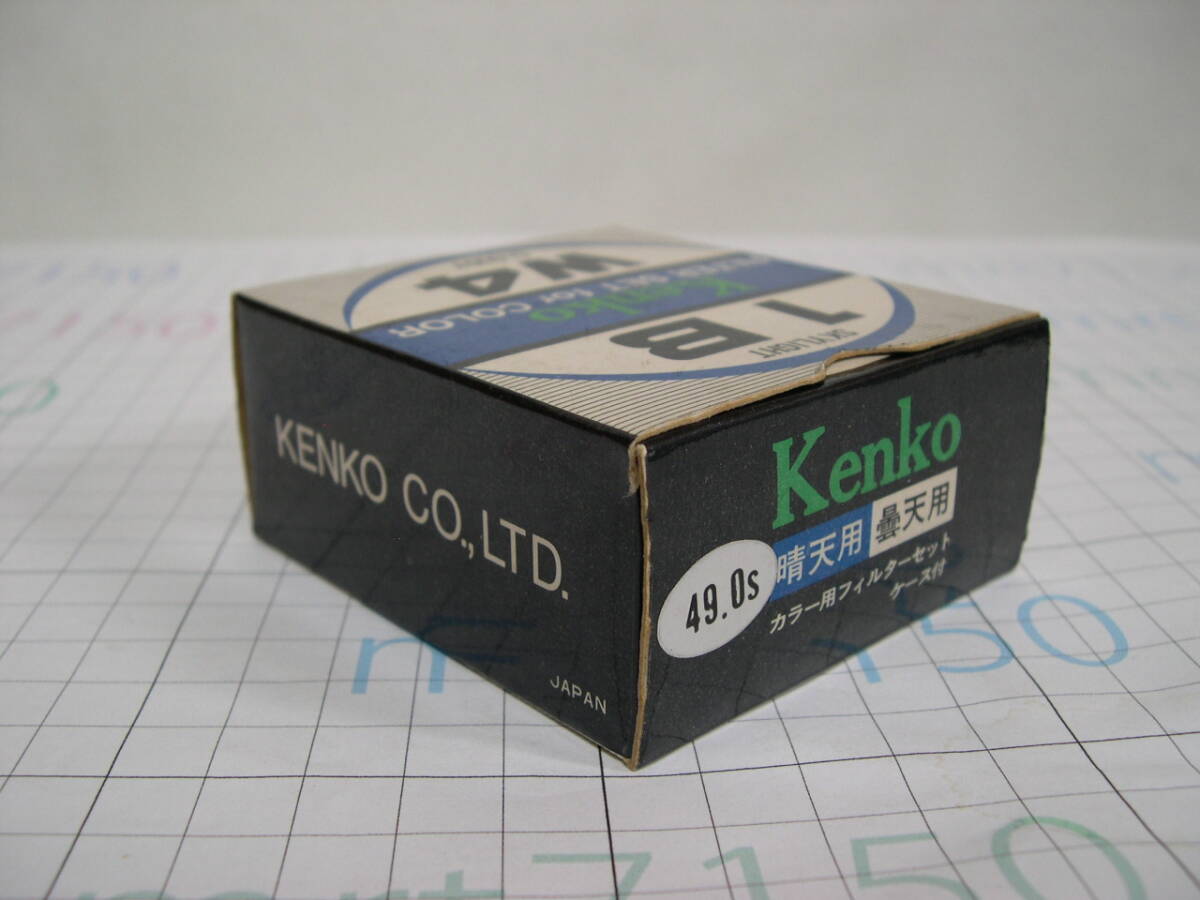 W4
Kenko
FILTER SET for COLOR
1B
SKYLIGHT
KENKO CO., LTD.
JAPAN
Kenko
晴天用 曇天用
49.0s
カラー用フィルターセット
ケース付
7150